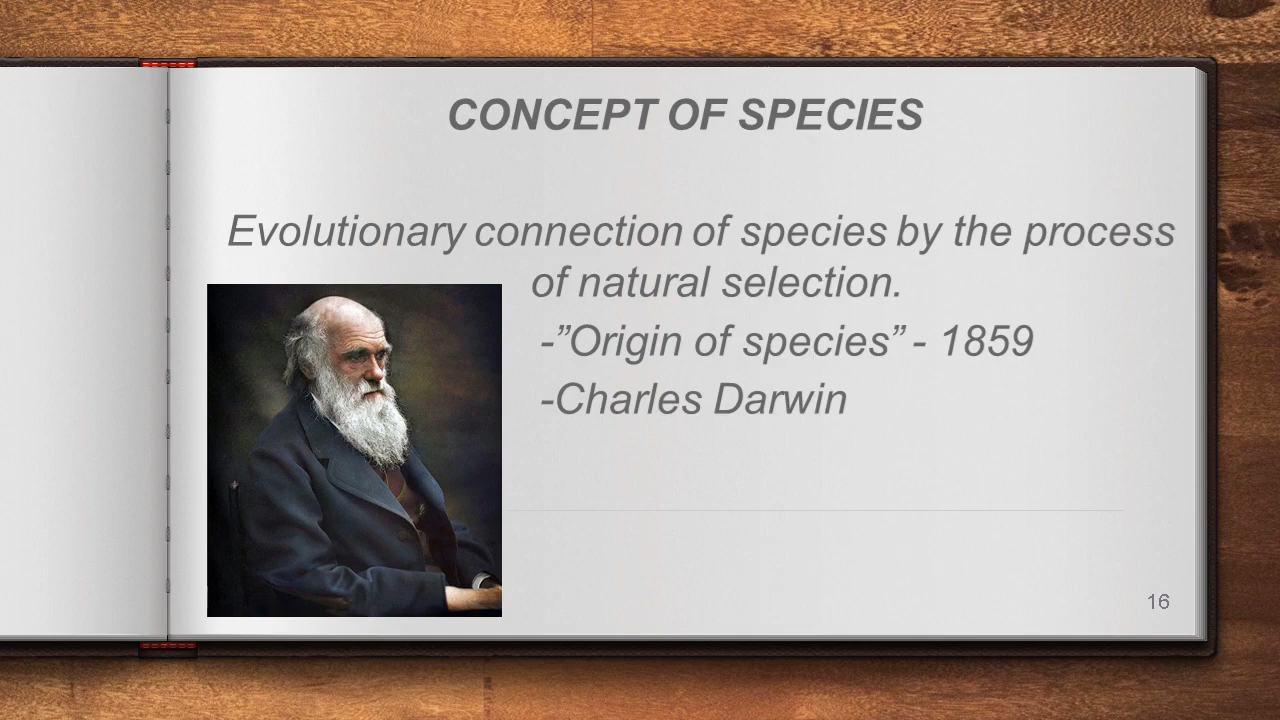 CONCEPT OF SPECIES
Evolutionary connection of species by the process
of natural selection.
-”Origin of species” - 1859
-Charles Darwin
16